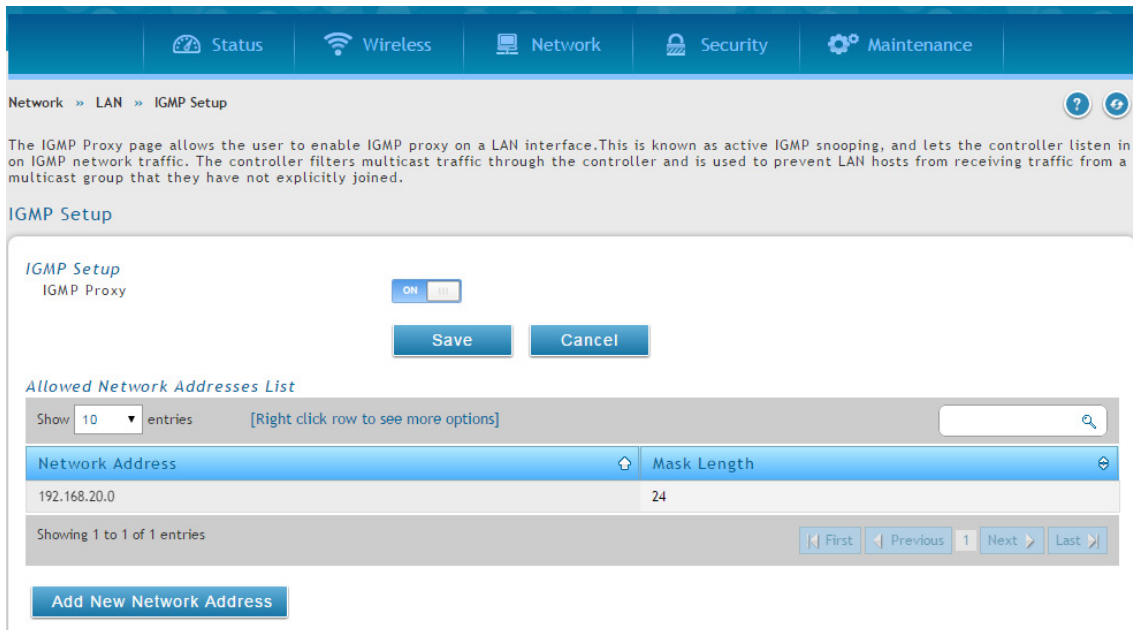 Status Wireless Network Security Maintenance
Network » LAN » IGMP Setup
The IGMP Proxy page allows the user to enable IGMP proxy on a LAN interface.This is known as active IGMP snooping, and lets the controller listen in
on IGMP network traffic. The controller filters multicast traffic through the controller and is used to prevent LAN hosts from receiving traffic from a
multicast group that they have not explicitly joined.
IGMP Setup
IGMP Setup
IGMP Proxy ON
Save Cancel
Allowed Network Addresses List
Show 10 entries [Right click row to see more options]
Network Address Mask Length
192.168.20.0 24
Showing 1 to 1 of 1 entries First Previous 1 Next Last
Add New Network Address